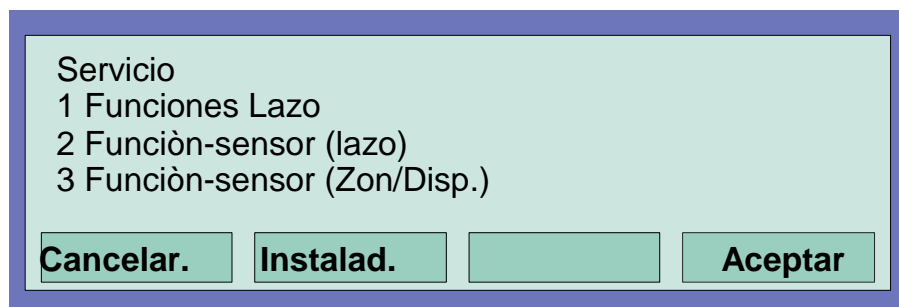 Servicio
1 Funciones Lazo
2 Funciòn-sensor (lazo)
3 Funciòn-sensor (Zon/Disp.)
Cancelar. Instalad. Aceptar